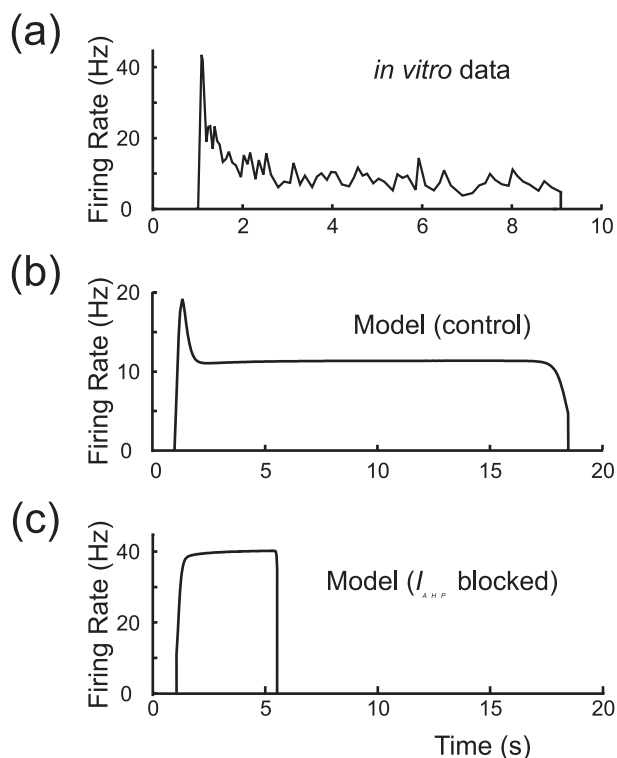 (a)
Firing Rate (Hz)
40
20
0
in vitro data
0 2 4 6 8 10
(b)
Firing Rate (Hz)
20
10
0
Model (control)
0 5 10 15 20
(c)
Firing Rate (Hz)
40
20
0
Model (I_AHP blocked)
0 5 10 15 20
Time (s)